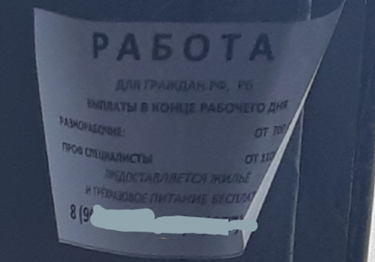 РАБОТА
ДЛЯ ГРАЖДАН РФ, РБ
ВЫПЛАТЫ В КОНЦЕ РАБОЧЕГО ДНЯ
РАЗНОРАБОЧИЕ: ОТ 700
ПРОФ СПЕЦИАЛИСТЫ ОТ
ПРЕДОСТАВЛЯЕТСЯ ЖИЛЬЕ
И ТРЕХРАЗОВОЕ ПИТАНИЕ БЕСПЛАТ
8 (9